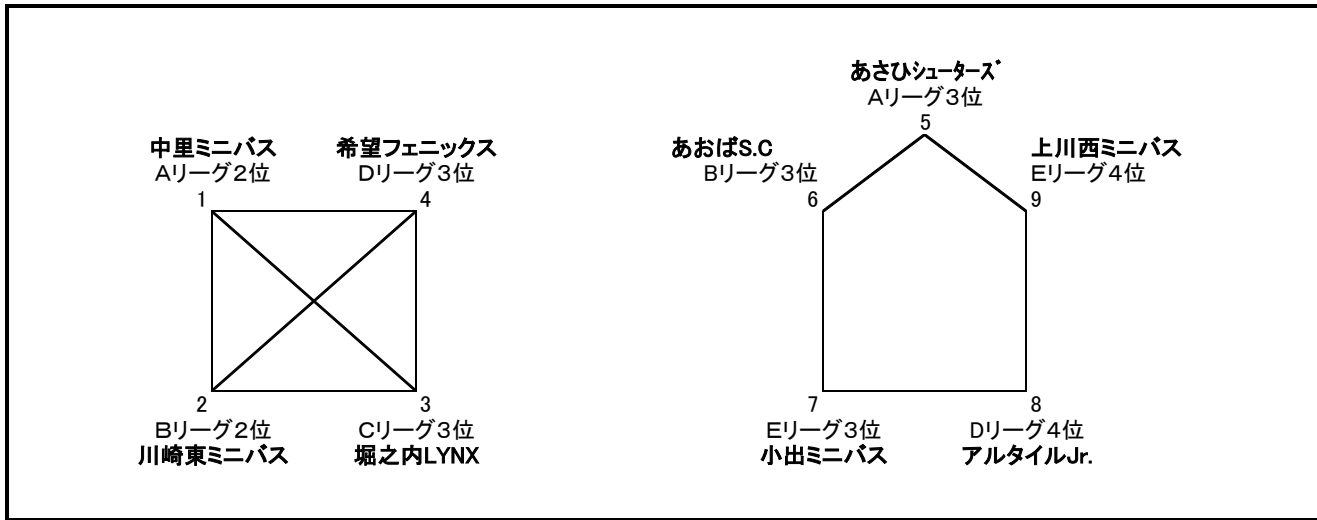 中里ミニバス
Aリーグ2位
1
希望フェニックス
Dリーグ3位
4
2
Bリーグ2位
川崎東ミニバス
3
Cリーグ3位
堀之内LYNX
あさひシューターズ
Aリーグ3位
5
あおばS.C
Bリーグ3位
6
上川西ミニバス
Eリーグ4位
9
7
Eリーグ3位
小出ミニバス
8
Dリーグ4位
アルタイルJr.